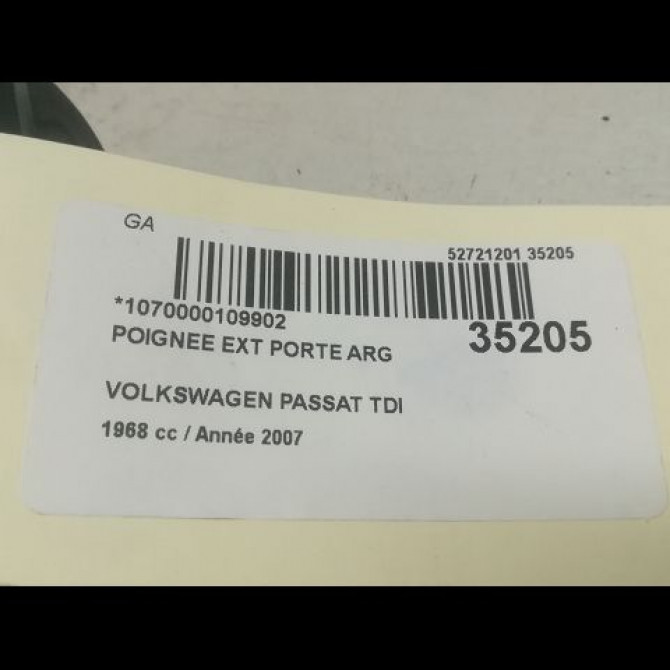 GA
52721201 35205
*1070000109902
35205
POIGNEE EXT PORTE ARG
VOLKSWAGEN PASSAT TDI
1968 cc / Année 2007